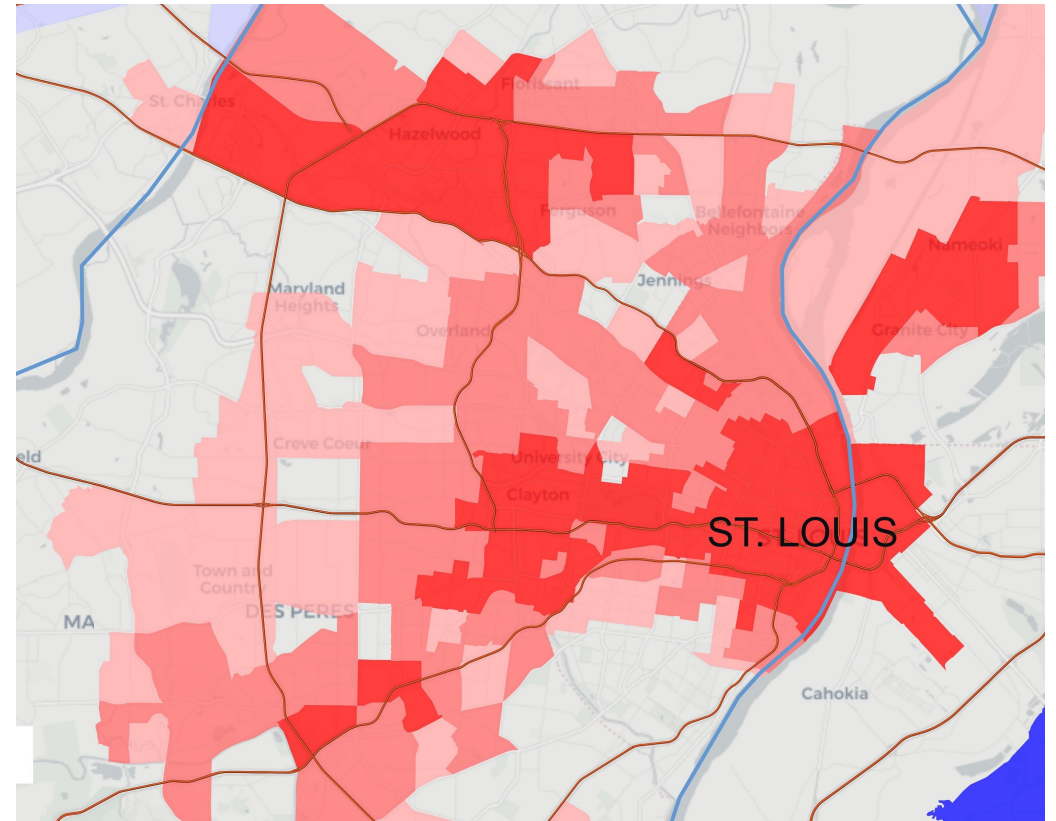 St. Charles
Florissant
Hazelwood
Ferguson
Bellefontaine
Neighbors
Nameoki
Jennings
Maryland
Heights
Overland
Granite City
Creve Coeur
eld
University City
Clayton
ST. LOUIS
Town and
Country
DES PERES
MA
Cahokia